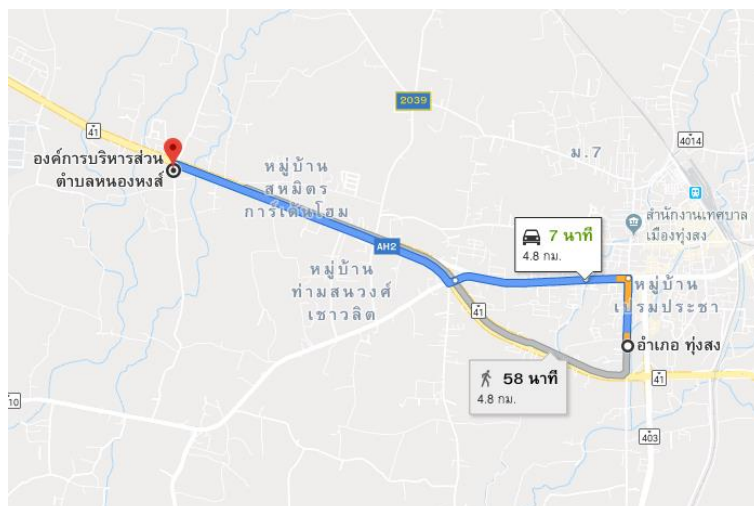 2039
4014
41
องค์การบริหารส่วน
ตำบลหนองหงส์
ม.7
หมู่บ้าน
สหมิตร
การ์เด้นโฮม
สำนักงานเทศบาล
เมืองทุ่งสง
7 นาที
4.8 กม.
AH2
หมู่บ้าน
ท่ามสนวงศ์
เชาวลิต
หมู่บ้าน
เปรมประชา
41
อำเภอ ทุ่งสง
58 นาที
4.8 กม.
41
10
403